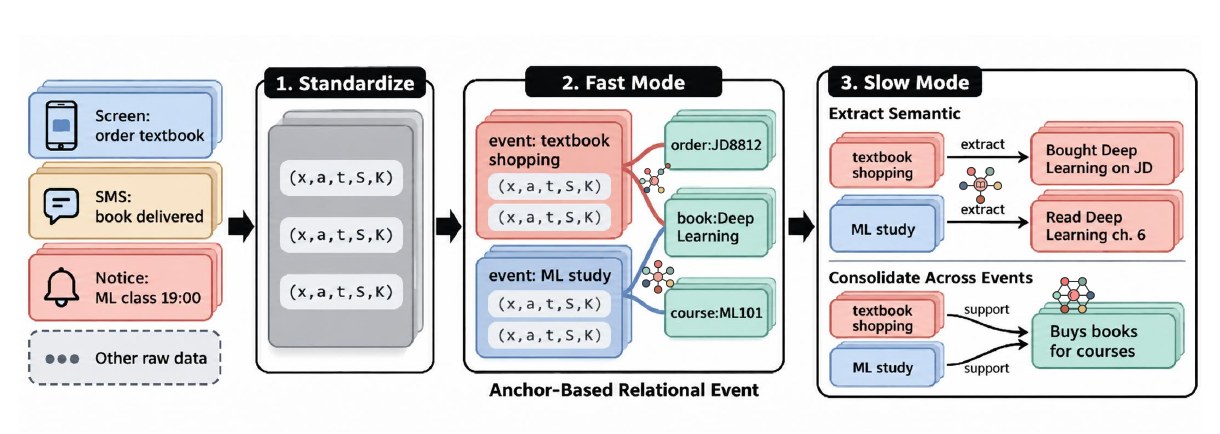 Screen:
order textbook
SMS:
book delivered
Notice:
ML class 19:00
Other raw data
1. Standardize
(x,a,t,S,K)
(x,a,t,S,K)
(x,a,t,S,K)
2. Fast Mode
event: textbook
shopping
(x,a,t,S,K)
(x,a,t,S,K)
event: ML study
(x,a,t,S,K)
(x,a,t,S,K)
order:JD8812
book:Deep
Learning
course:ML101
Anchor-Based Relational Event
3. Slow Mode
Extract Semantic
textbook
shopping
extract
Bought Deep
Learning on JD
ML study
extract
Read Deep
Learning ch. 6
Consolidate Across Events
textbook
shopping
support
ML study
support
Buys books
for courses